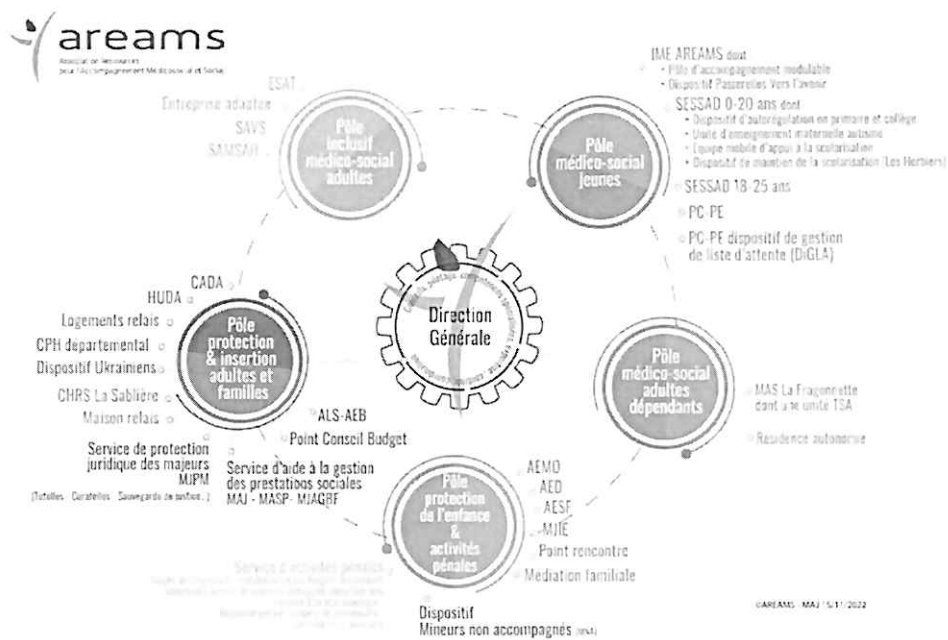 areams
Association Ressources
pour l'Accompagnement Médicosocial et Social
ESAT
Entreprise adaptée
SAVS
SAMSAH
Pôle
inclusif
médico-social
adultes
IME AREAMS dont
• Pôle d'accompagnement modulable
• Dispositif Passerelles Vers l'avenir
SESSAD 0-20 ans dont
• Dispositif d'autorégulation en primaire et collège
• Unité d'enseignement maternelle autisme
• Equipe mobile d'appui à la scolarisation
• Dispositif de maintien de la scolarisation (Les Herbiers)
SESSAD 18-25 ans
PC-PE
PC-PE dispositif de gestion
de liste d'attente (DiGLA)
Pôle
médico-social
jeunes
Direction
Générale
CADA
HUDA
Logements relais
CPH départemental
Dispositif Ukrainiens
CHRS La Sablière
Maison relais
Service de protection
juridique des majeurs
MJPM
(Tutelles - Curatelles - Sauvegarde de justice...)
Pôle
protection
& insertion
adultes et
familles
ALS-AEB
Point Conseil Budget
Service d'aide à la gestion
des prestations sociales
MAJ - MASP - MJAGBF
Pôle
médico-social
adultes
dépendants
MAS La Fragonnette
dont une unité TSA
Résidence autonomie
Pôle
protection
de l'enfance
&
activités
pénales
AEMO
AED
AESF
MJIE
Point rencontre
Médiation familiale
Service d'activités pénales
Dispositif
Mineurs non accompagnés (MNA)
©AREAMS - MAJ 15/11/2022